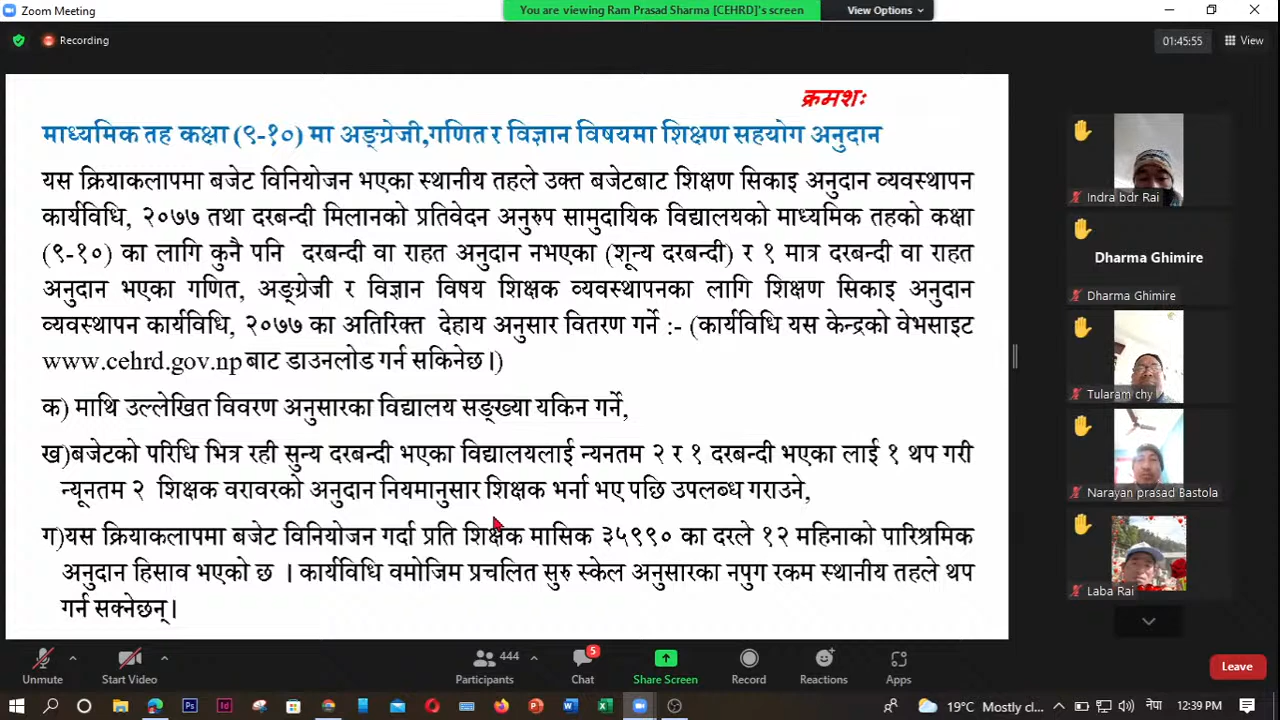 Zoom Meeting
You are viewing Ram Prasad Sharma [CEHRD]'s screen
View Options
Recording
01:45:55
View
क्रमशः
माध्यमिक तह कक्षा (९-१०) मा अङ्ग्रेजी,गणित र विज्ञान विषयमा शिक्षण सहयोग अनुदान
यस क्रियाकलापमा बजेट विनियोजन भएका स्थानीय तहले उक्त बजेटबाट शिक्षण सिकाइ अनुदान व्यवस्थापन
कार्यविधि, २०७७ तथा दरबन्दी मिलानको प्रतिवेदन अनुरुप सामुदायिक विद्यालयको माध्यमिक तहको कक्षा
(९-१०) का लागि कुनै पनि दरबन्दी वा राहत अनुदान नभएका (शून्य दरबन्दी) र १ मात्र दरबन्दी वा राहत
अनुदान भएका गणित, अङ्ग्रेजी र विज्ञान विषय शिक्षक व्यवस्थापनका लागि शिक्षण सिकाइ अनुदान
व्यवस्थापन कार्यविधि, २०७७ का अतिरिक्त देहाय अनुसार वितरण गर्ने :- (कार्यविधि यस केन्द्रको वेभसाइट
www.cehrd.gov.np बाट डाउनलोड गर्न सकिनेछ।)
क) माथि उल्लेखित विवरण अनुसारका विद्यालय सङ्ख्या यकिन गर्ने,
ख)बजेटको परिधि भित्र रही सुन्य दरबन्दी भएका विद्यालयलाई न्यनतम २ र १ दरबन्दी भएका लाई १ थप गरी
न्यूनतम २ शिक्षक वरावरको अनुदान नियमानुसार शिक्षक भर्ना भए पछि उपलब्ध गराउने,
ग)यस क्रियाकलापमा बजेट विनियोजन गर्दा प्रति शिक्षक मासिक ३५९९० का दरले १२ महिनाको पारिश्रमिक
अनुदान हिसाव भएको छ । कार्यविधि वमोजिम प्रचलित सुरु स्केल अनुसारका नपुग रकम स्थानीय तहले थप
गर्न सक्नेछन्।
Indra bdr Rai
Dharma Ghimire
Dharma Ghimire
Tularam chy
Narayan prasad Bastola
Laba Rai
Unmute
Start Video
444
Participants
5
Chat
Share Screen
Record
Reactions
Apps
Leave
Ps
Id
P
W
X
19°C Mostly cl...
नेपा
12:39 PM